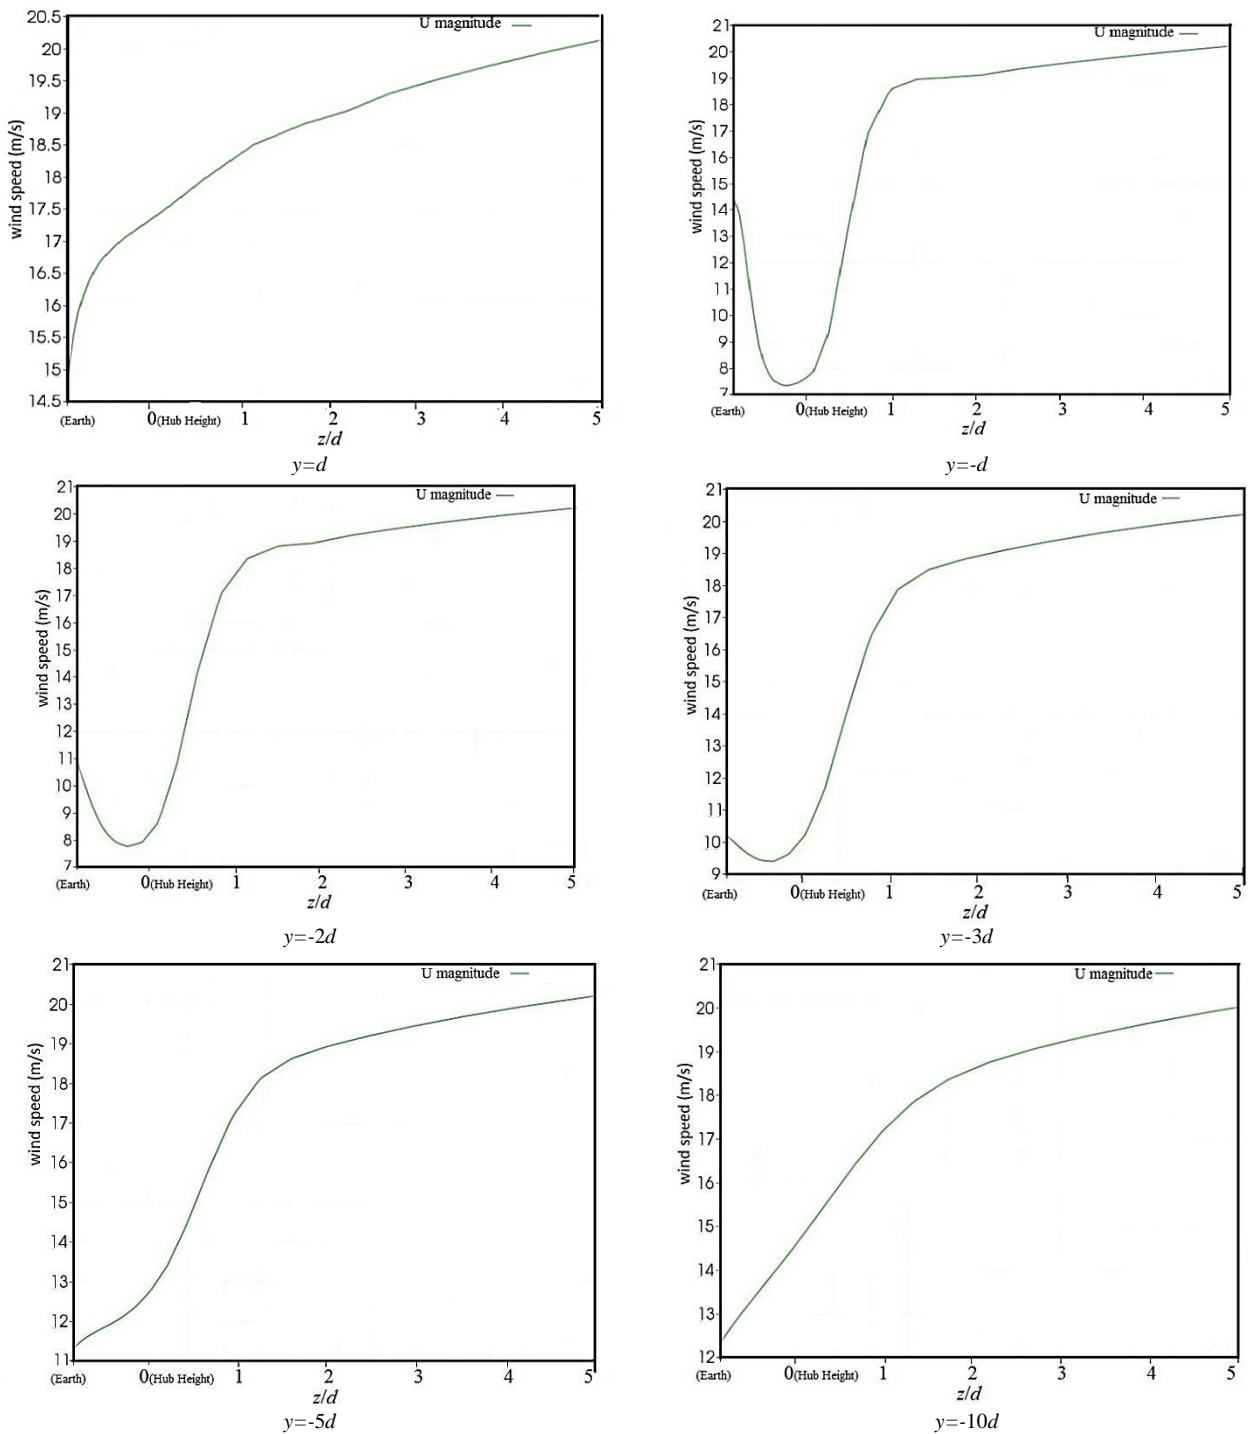 U magnitude
wind speed (m/s)
20.5
20
19.5
19
18.5
18
17.5
17
16.5
16
15.5
15
14.5
(Earth) 0(Hub Height) 1 2 3 4 5
z/d
y=d
U magnitude
wind speed (m/s)
21
20
19
18
17
16
15
14
13
12
11
10
9
8
7
(Earth) 0(Hub Height) 1 2 3 4 5
z/d
y=-d
U magnitude
wind speed (m/s)
21
20
19
18
17
16
15
14
13
12
11
10
9
8
7
(Earth) 0(Hub Height) 1 2 3 4 5
z/d
y=-2d
U magnitude
wind speed (m/s)
21
20
19
18
17
16
15
14
13
12
11
10
9
(Earth) 0(Hub Height) 1 2 3 4 5
z/d
y=-3d
U magnitude
wind speed (m/s)
21
20
19
18
17
16
15
14
13
12
11
(Earth) 0(Hub Height) 1 2 3 4 5
z/d
y=-5d
U magnitude
wind speed (m/s)
21
20
19
18
17
16
15
14
13
12
(Earth) 0(Hub Height) 1 2 3 4 5
z/d
y=-10d